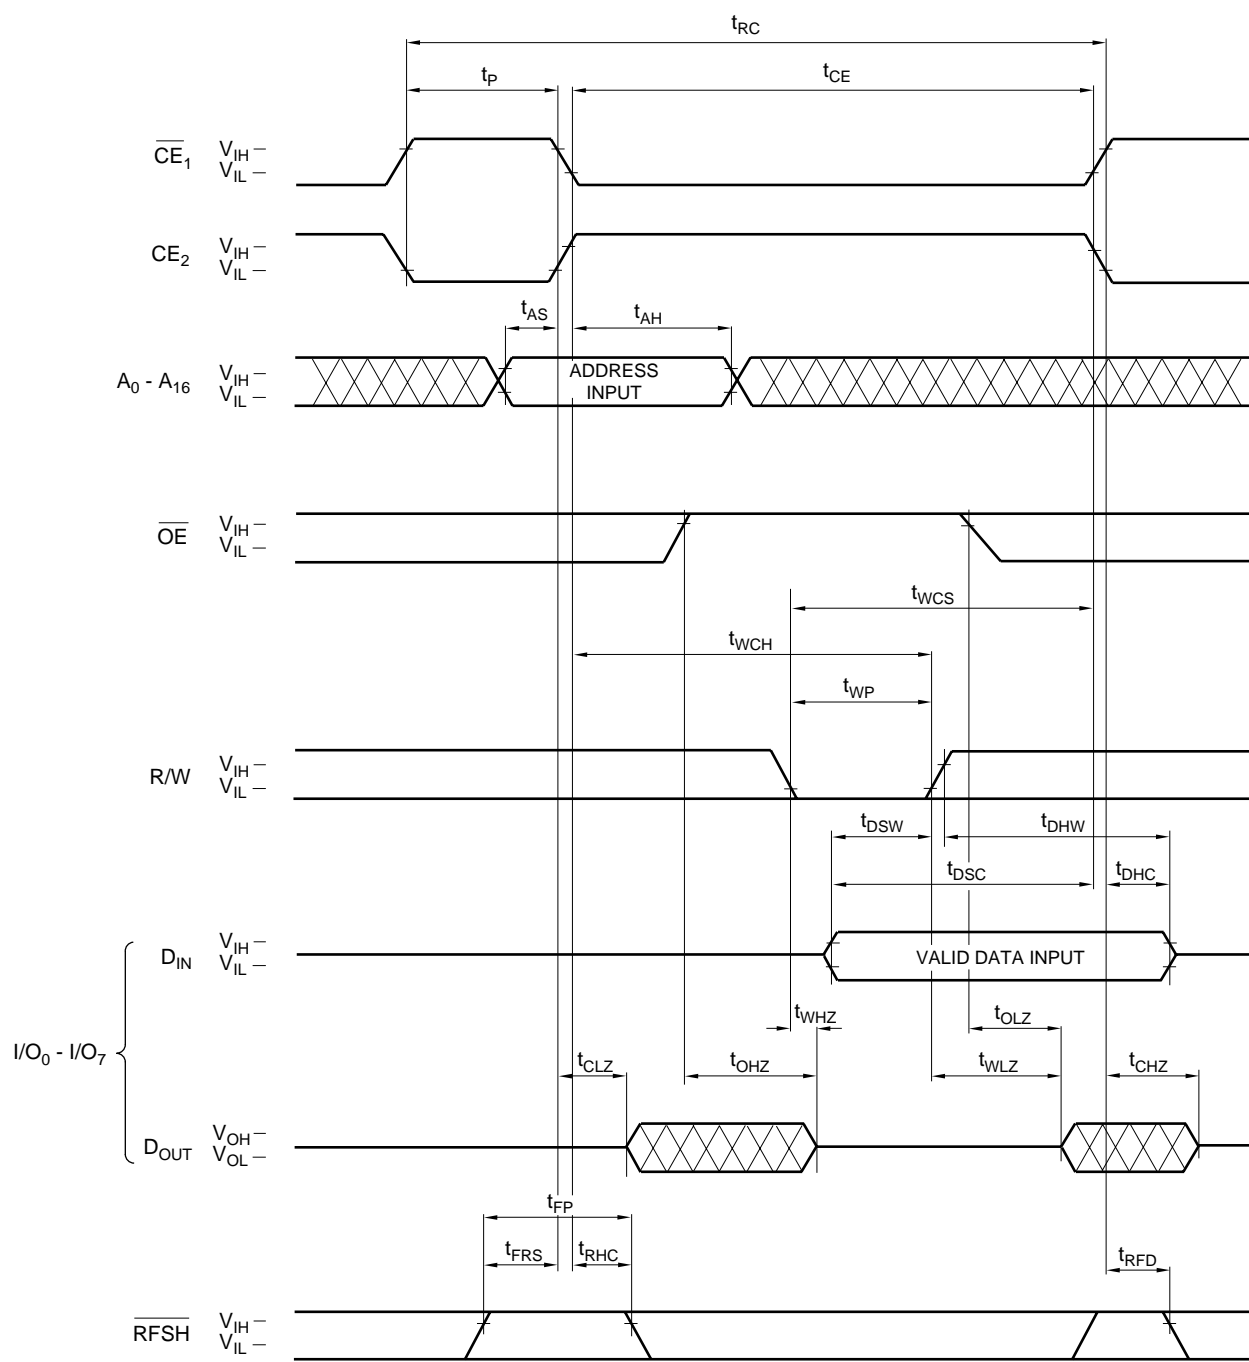 tRC
tP tCE
CE1 VIH VIL
CE2 VIH VIL
tAS tAH
A0 - A16 VIH VIL ADDRESS INPUT
OE VIH VIL
tWCS
tWCH
tWP
R/W VIH VIL
tDSW tDHW
tDSC tDHC
DIN VIH VIL VALID DATA INPUT
tWHZ tOLZ
I/O0 - I/O7
tCLZ tOHZ tWLZ tCHZ
DOUT VOH VOL
tFP
tFRS tRHC tRFD
RFSH VIH VIL